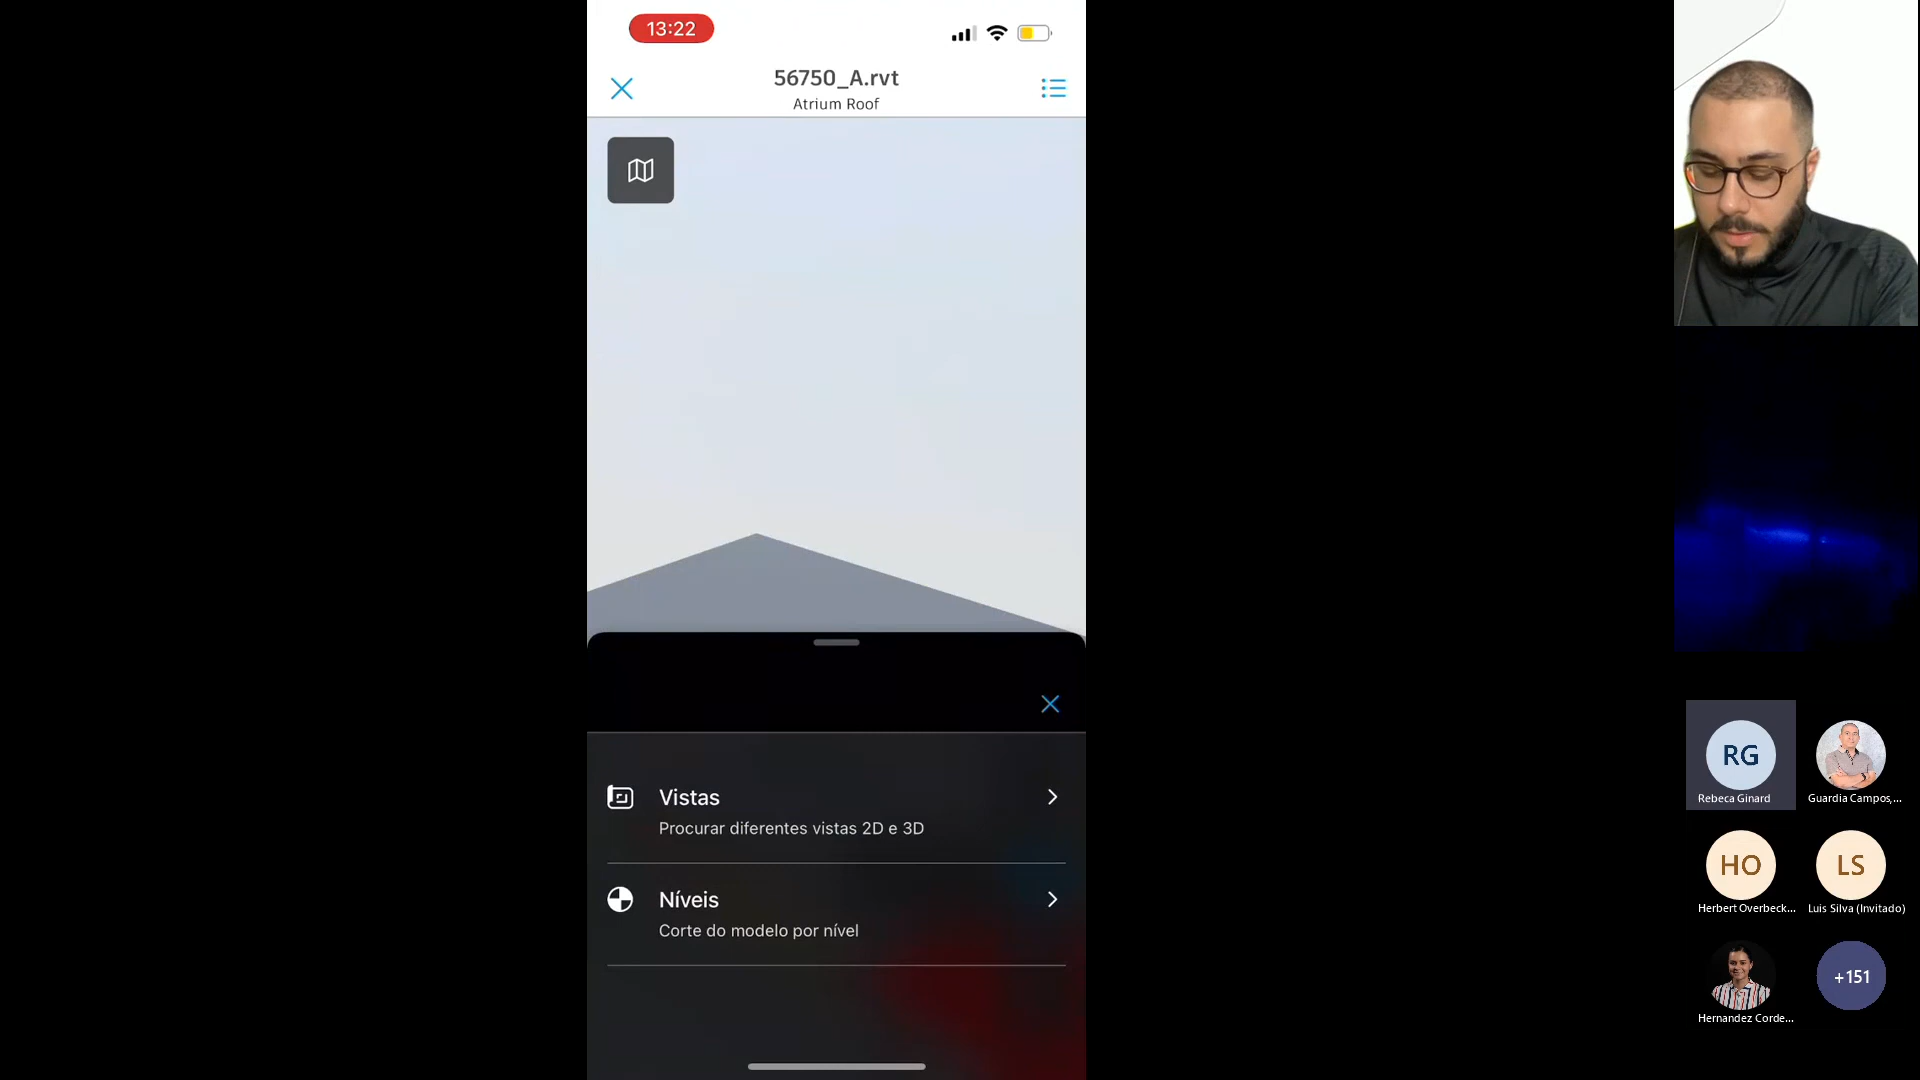 13:22
56750_A.rvt
Atrium Roof
Vistas
Procurar diferentes vistas 2D e 3D
Níveis
Corte do modelo por nível
RG
Rebeca Ginard
Guardia Campos,...
HO
Herbert Overbeck...
LS
Luis Silva (Invitado)
Hernandez Corde...
+151